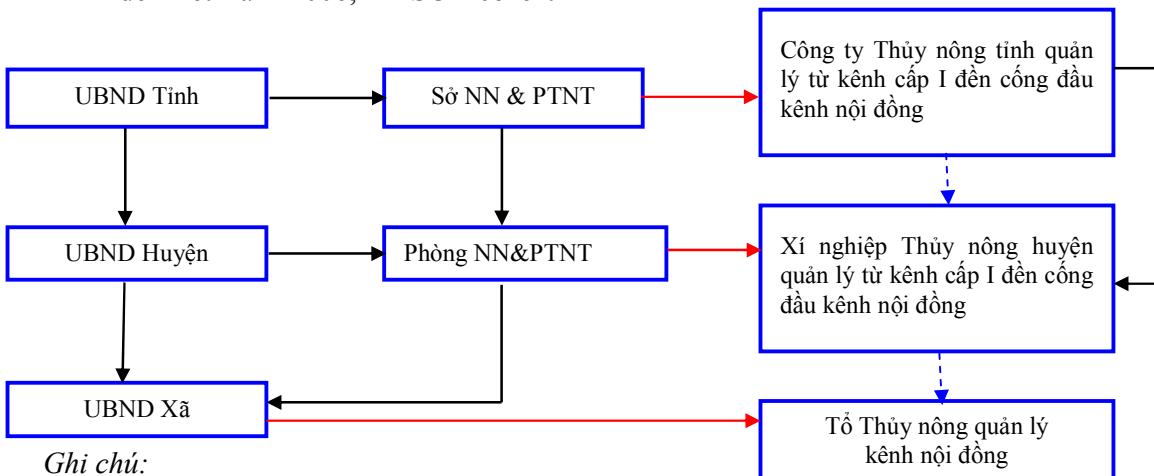 Công ty Thủy nông tỉnh quản
lý từ kênh cấp I đền cống đầu
kênh nội đồng
UBND Tỉnh
Sở NN & PTNT
UBND Huyện
Phòng NN&PTNT
Xí nghiệp Thủy nông huyện
quản lý từ kênh cấp I đền cống
đầu kênh nội đồng
UBND Xã
Tổ Thủy nông quản lý
kênh nội đồng
Ghi chú: